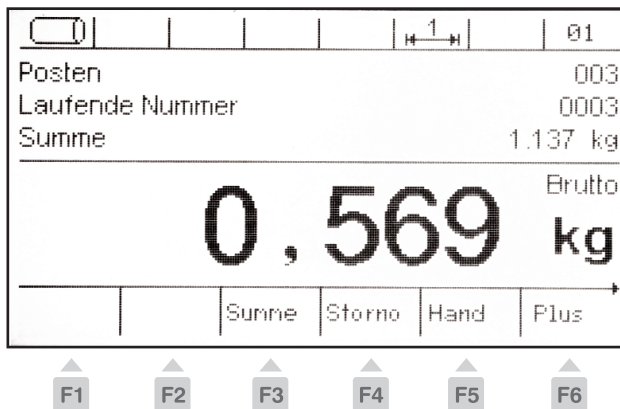 1 01
Posten 003
Laufende Nummer 0003
Summe 1.137 kg
Brutto
0,569 kg
Summe Storno Hand Plus
F1 F2 F3 F4 F5 F6